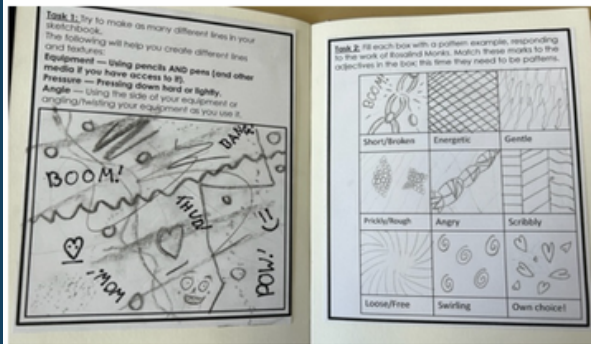 Task 1: Try to make as many different lines in your
sketchbook.
The following will help you create different lines
and textures:
Equipment — Using pencils AND pens (and other
media if you have access to it).
Pressure — Pressing down hard or lightly.
Angle — Using the side of your equipment or
angling/twisting your equipment as you use it.
BANG!
BOOM!
THUD!
MOM
POW!
Task 2: Fill each box with a pattern example, responding
to the work of Rosalind Monks. Match these marks to the
adjectives in the box; this time they need to be patterns.
BOOM!
Short/Broken Energetic Gentle
Prickly/Rough Angry Scribbly
Loose/Free Swirling Own choice!